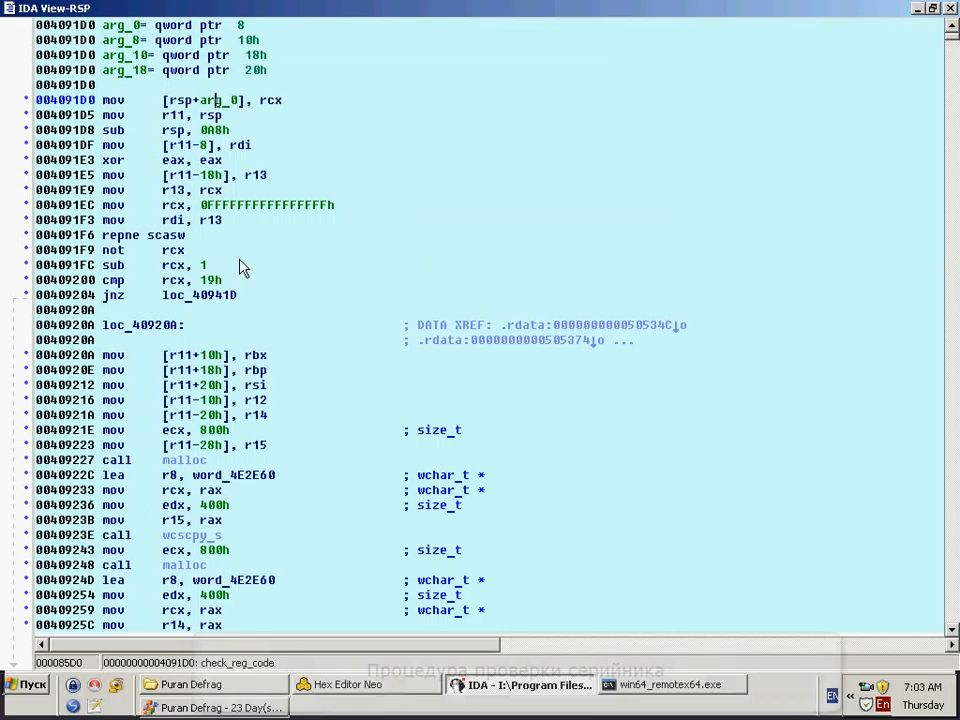 IDA View-RSP
004091D0 arg_0= qword ptr 8
004091D0 arg_8= qword ptr 10h
004091D0 arg_10= qword ptr 18h
004091D0 arg_18= qword ptr 20h
004091D0
004091D0 mov [rsp+arg_0], rcx
004091D5 mov r11, rsp
004091D8 sub rsp, 0A8h
004091DF mov [r11-8], rdi
004091E3 xor eax, eax
004091E5 mov [r11-18h], r13
004091E9 mov r13, rcx
004091EC mov rcx, 0FFFFFFFFFFFFFFFFh
004091F3 mov rdi, r13
004091F6 repne scasw
004091F9 not rcx
004091FC sub rcx, 1
00409200 cmp rcx, 19h
00409204 jnz loc_40941D
0040920A
0040920A loc_40920A: ; DATA XREF: .rdata:000000000050534C↓o
0040920A ; .rdata:0000000000505374↓o ...
0040920A mov [r11+10h], rbx
0040920E mov [r11+18h], rbp
00409212 mov [r11+20h], rsi
00409216 mov [r11-10h], r12
0040921A mov [r11-20h], r14
0040921E mov ecx, 800h ; size_t
00409223 mov [r11-28h], r15
00409227 call malloc
0040922C lea r8, word_4E2E60 ; wchar_t *
00409233 mov rcx, rax ; wchar_t *
00409236 mov edx, 400h ; size_t
0040923B mov r15, rax
0040923E call wcscpy_s
00409243 mov ecx, 800h ; size_t
00409248 call malloc
0040924D lea r8, word_4E2E60 ; wchar_t *
00409254 mov edx, 400h ; size_t
00409259 mov rcx, rax ; wchar_t *
0040925C mov r14, rax
000085D0 00000000004091D0: check_reg_code
Процедура проверки серийника
Пуск Puran Defrag Hex Editor Neo IDA - I:\Program Files... win64_remotex64.exe EN « 7:03 AM
Puran Defrag - 23 Day(s... En Thursday